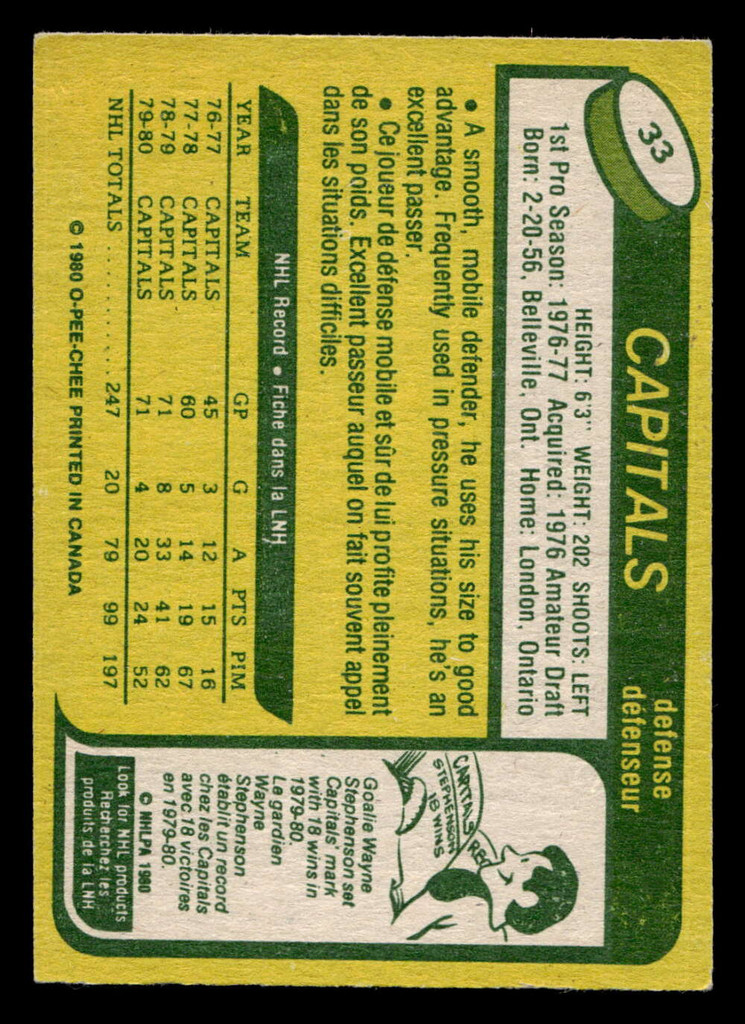 33
CAPITALS
defense
défenseur
HEIGHT: 6'3" WEIGHT: 202 SHOOTS: LEFT
1st Pro Season: 1976-77 Acquired: 1976 Amateur Draft
Born: 2-20-56, Belleville, Ont. Home: London, Ontario
• A smooth, mobile defender, he uses his size to good
advantage. Frequently used in pressure situations, he's an
excellent passer.
• Ce joueur de défense mobile et sûr de lui profite pleinement
de son poids. Excellent passeur auquel on fait souvent appel
dans les situations difficiles.
NHL Record • Fiche dans la LNH
YEAR TEAM GP G A PTS PIM
76-77 CAPITALS 45 3 12 15 16
77-78 CAPITALS 60 5 14 19 67
78-79 CAPITALS 71 8 33 41 62
79-80 CAPITALS 71 4 20 24 52
NHL TOTALS .......... 247 20 79 99 197
© 1980 O-PEE-CHEE PRINTED IN CANADA
CAPITALS REC
STEPHENSON
18 WINS
Goalie Wayne
Stephenson set
Capitals' mark
with 18 wins in
1979-80.
Le gardien
Wayne
Stephenson
établit un record
chez les Capitals
avec 18 victoires
en 1979-80.
© NHLPA 1980
Look for NHL products
Recherchez les
produits de la LNH